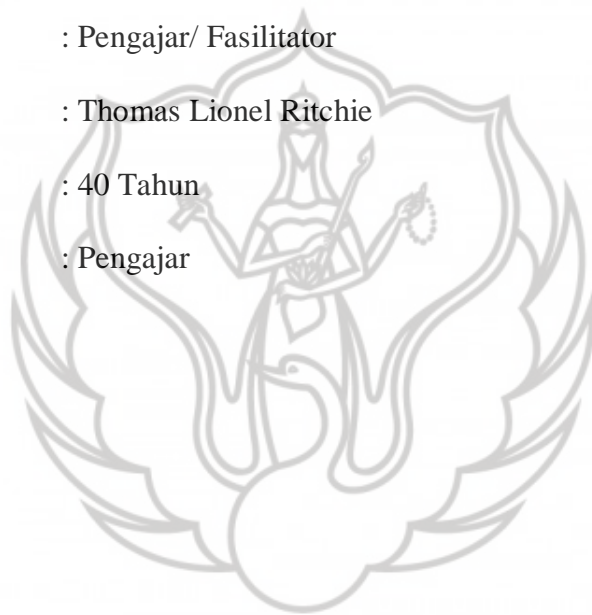 : Pengajar/ Fasilitator
: Thomas Lionel Ritchie
: 40 Tahun
: Pengajar